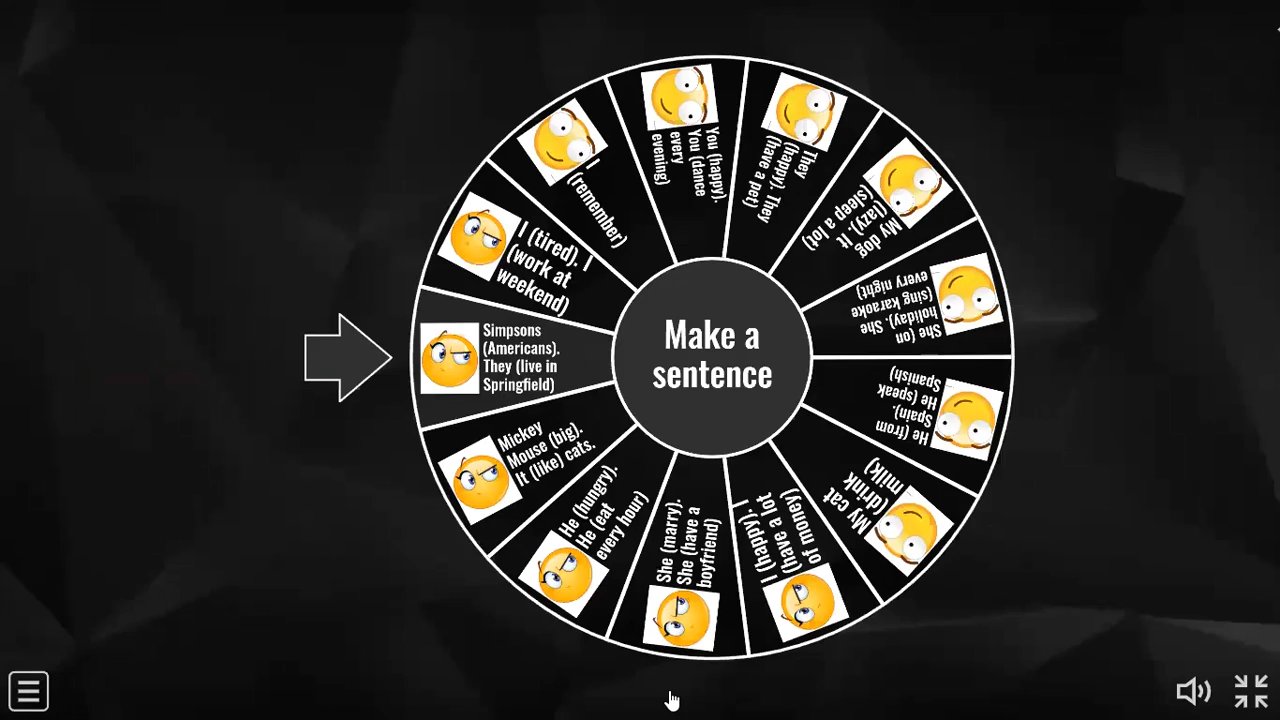 Make a
sentence
Simpsons
(Americans).
They (live in
Springfield)
I (tired). I
(work at
weekend)
I
(remember)
You (happy).
You (dance
every
evening)
They
(happy). They
(have a pet)
My dog
(lazy). It
(sleep a lot)
She (on
holiday). She
(sing karaoke
every night)
He (from
Spain).
He (speak
Spanish)
My cat
(drink
milk)
I (happy). I
(have a lot
of money)
She (marry).
She (have a
boyfriend)
He (hungry).
He (eat
every hour)
Mickey
Mouse (big).
It (like) cats.